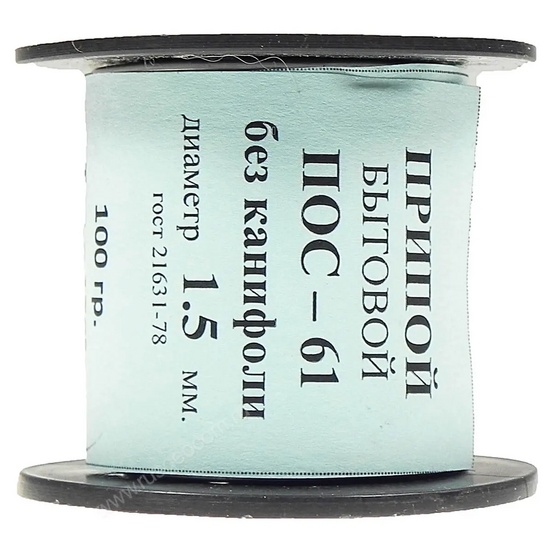 ПРИПОЙ
БЫТОВОЙ
ПОС – 61
без канифоли
диаметр 1.5 мм.
гост 21631-78
100 гр.